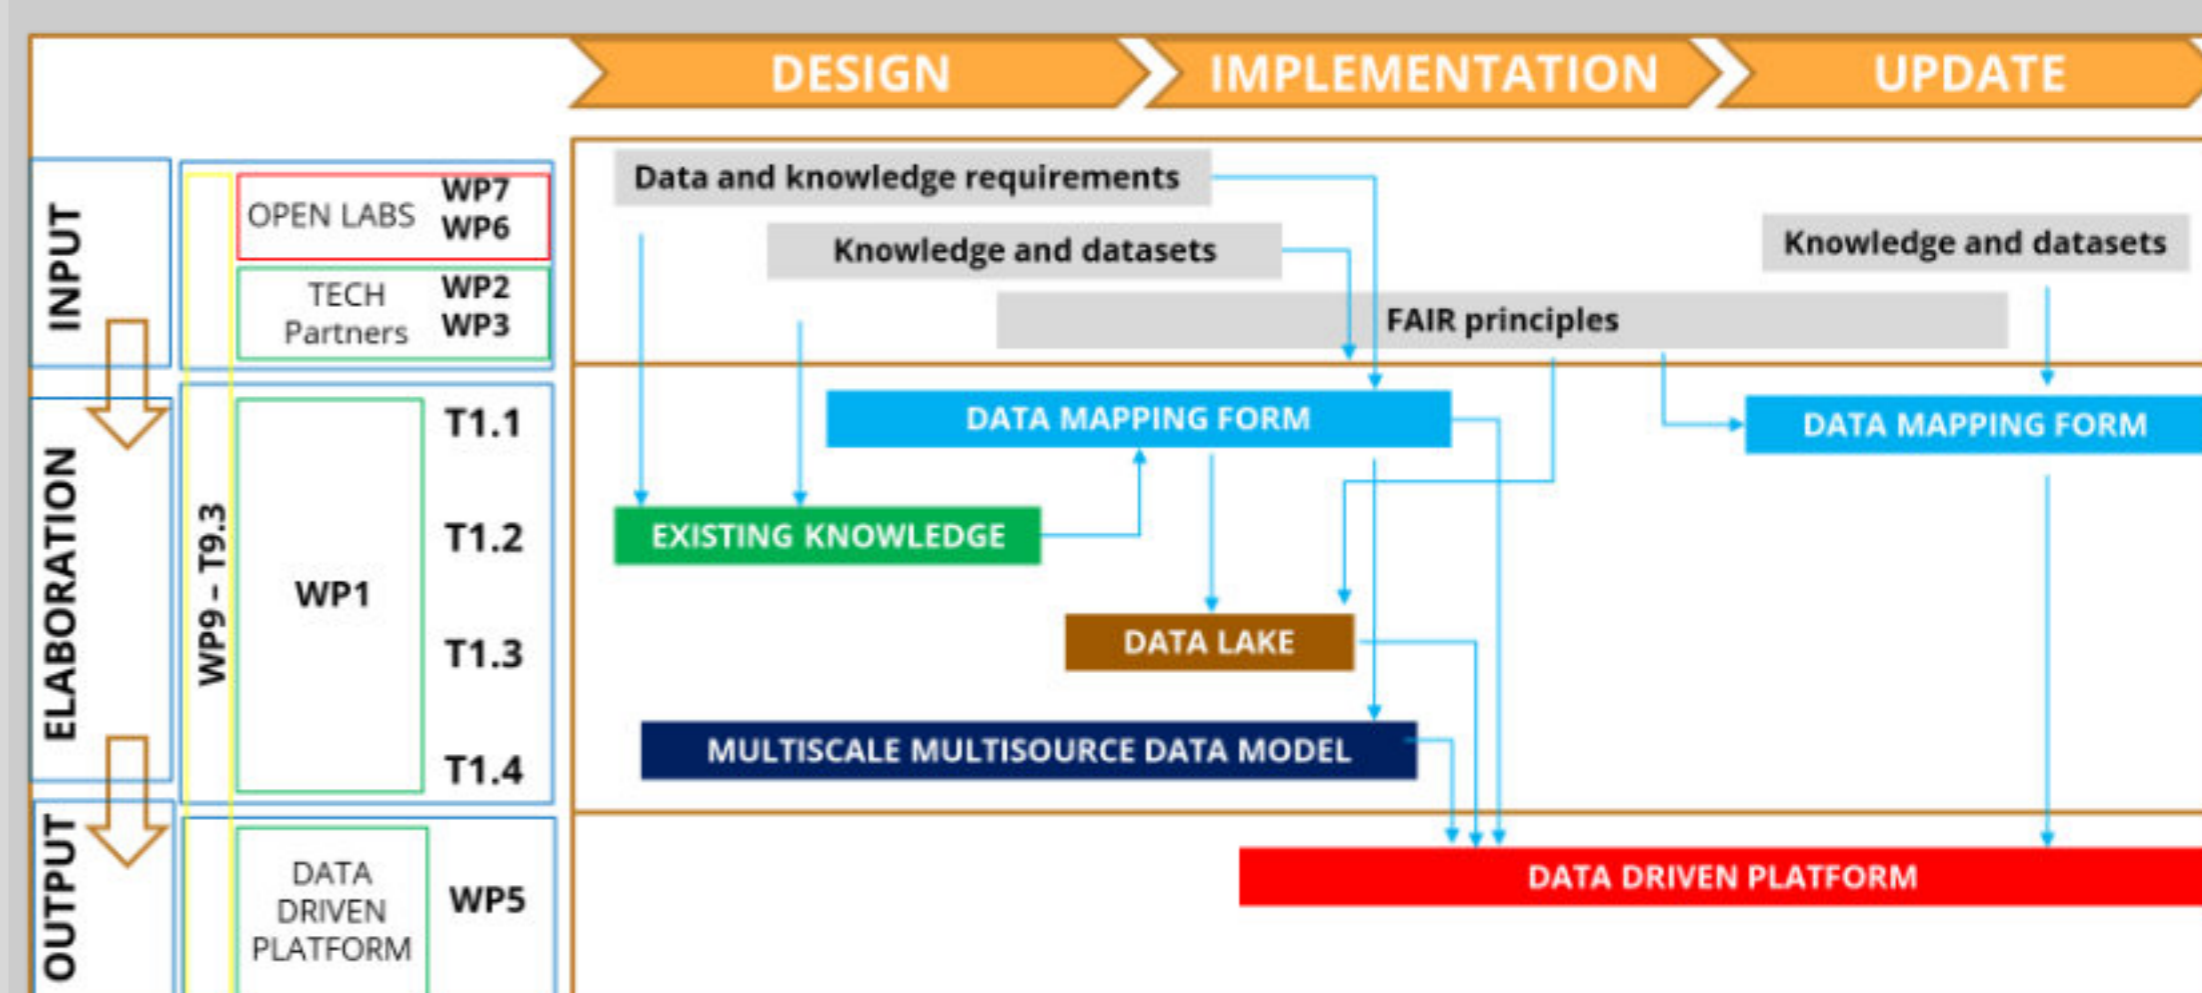 DESIGN
IMPLEMENTATION
UPDATE
INPUT
OPEN LABS
WP7
WP6
TECH
Partners
WP2
WP3
Data and knowledge requirements
Knowledge and datasets
Knowledge and datasets
FAIR principles
ELABORATION
WP9 – T9.3
WP1
T1.1
T1.2
T1.3
T1.4
DATA MAPPING FORM
DATA MAPPING FORM
EXISTING KNOWLEDGE
DATA LAKE
MULTISCALE MULTISOURCE DATA MODEL
OUTPUT
DATA
DRIVEN
PLATFORM
WP5
DATA DRIVEN PLATFORM